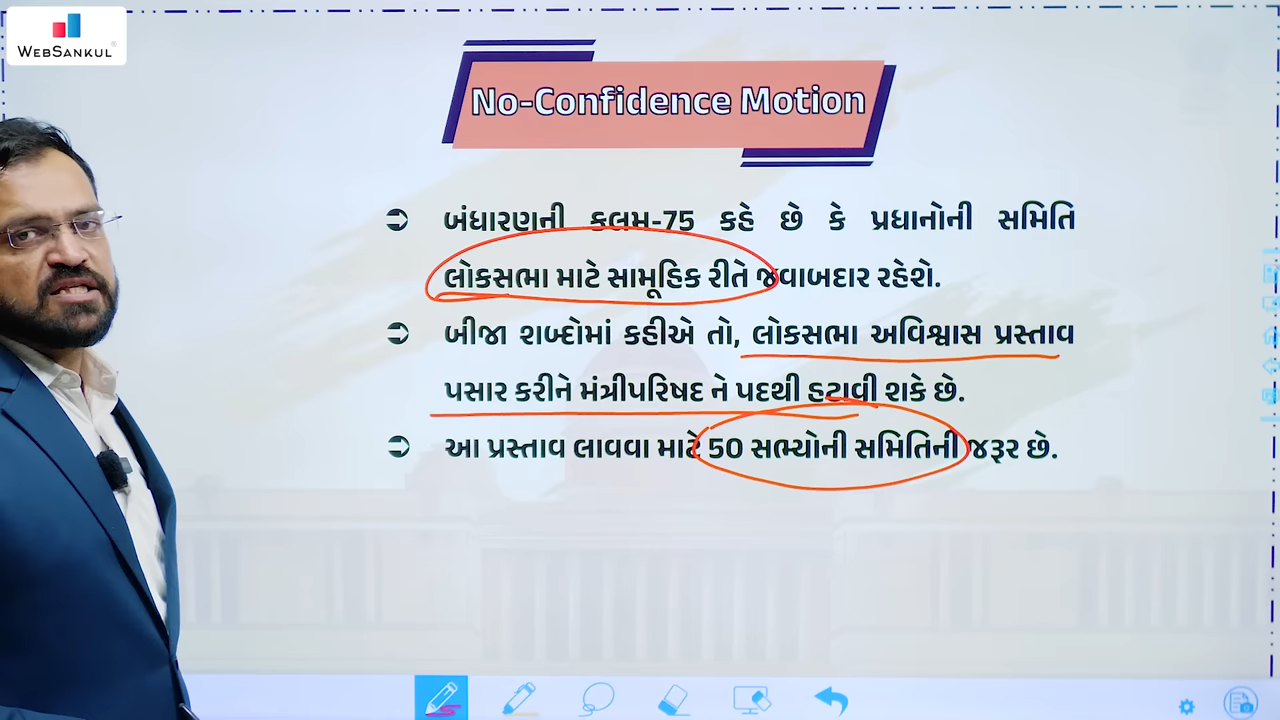 WEBSANKUL
No-Confidence Motion
બંધારણની કલમ-75 કહે છે કે પ્રધાનોની સમિતિ
લોકસભા માટે સામૂહિક રીતે જવાબદાર રહેશે.
બીજા શબ્દોમાં કહીએ તો, લોકસભા અવિશ્વાસ પ્રસ્તાવ
પસાર કરીને મંત્રીપરિષદ ને પદથી હટાવી શકે છે.
આ પ્રસ્તાવ લાવવા માટે 50 સભ્યોની સમિતિની જરૂર છે.